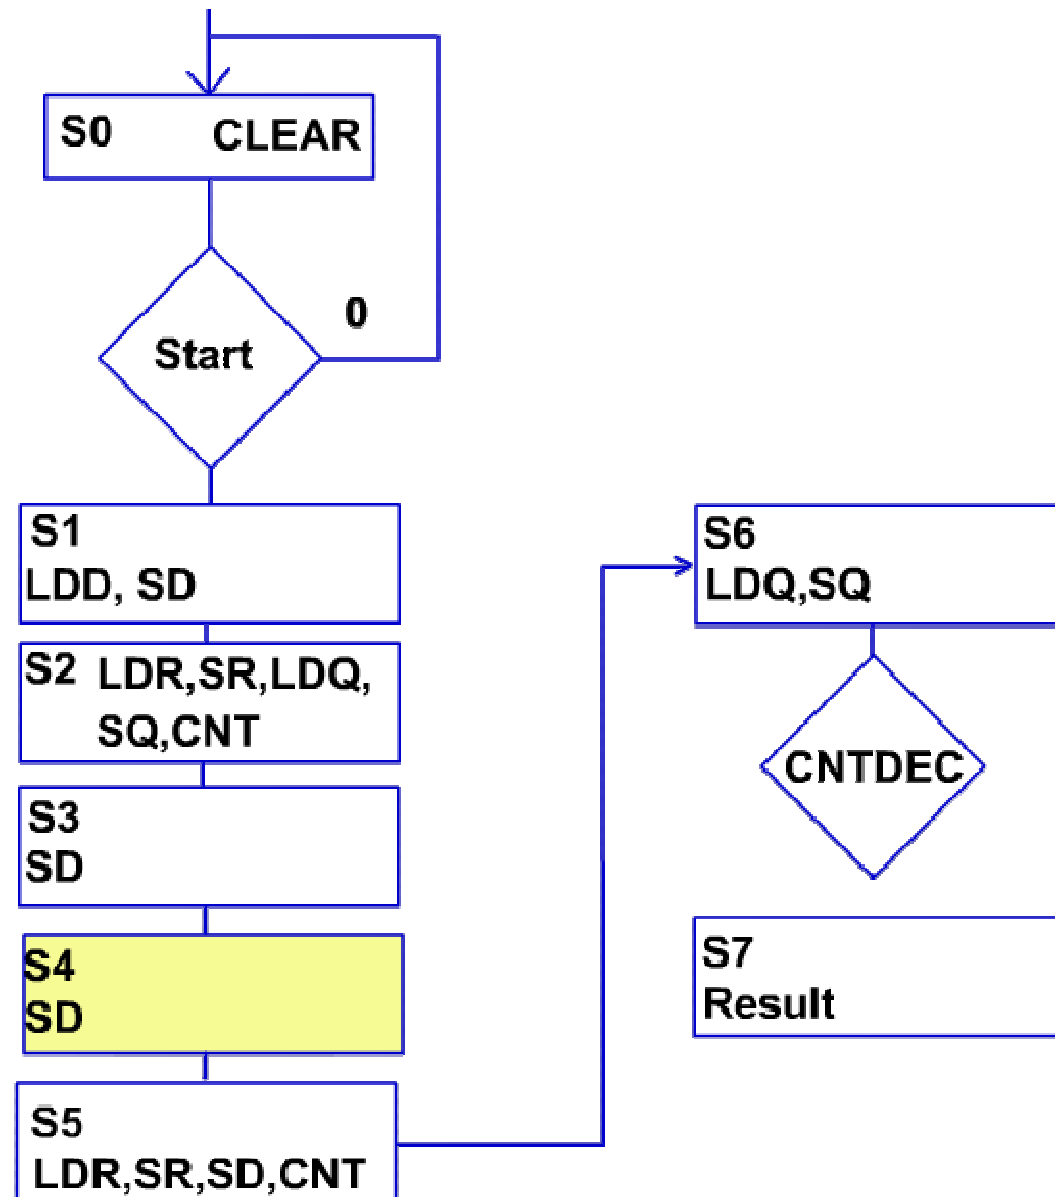 S0 CLEAR
0
Start
S1
LDD, SD
S2 LDR,SR,LDQ,
SQ,CNT
S3
SD
S4
SD
S5
LDR,SR,SD,CNT
S6
LDQ,SQ
CNTDEC
S7
Result